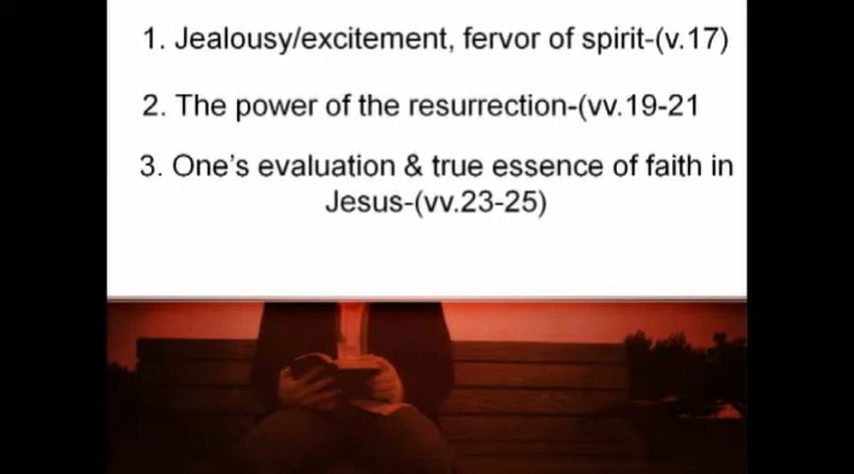 1. Jealousy/excitement, fervor of spirit-(v.17)
2. The power of the resurrection-(vv.19-21
3. One's evaluation & true essence of faith in
Jesus-(vv.23-25)